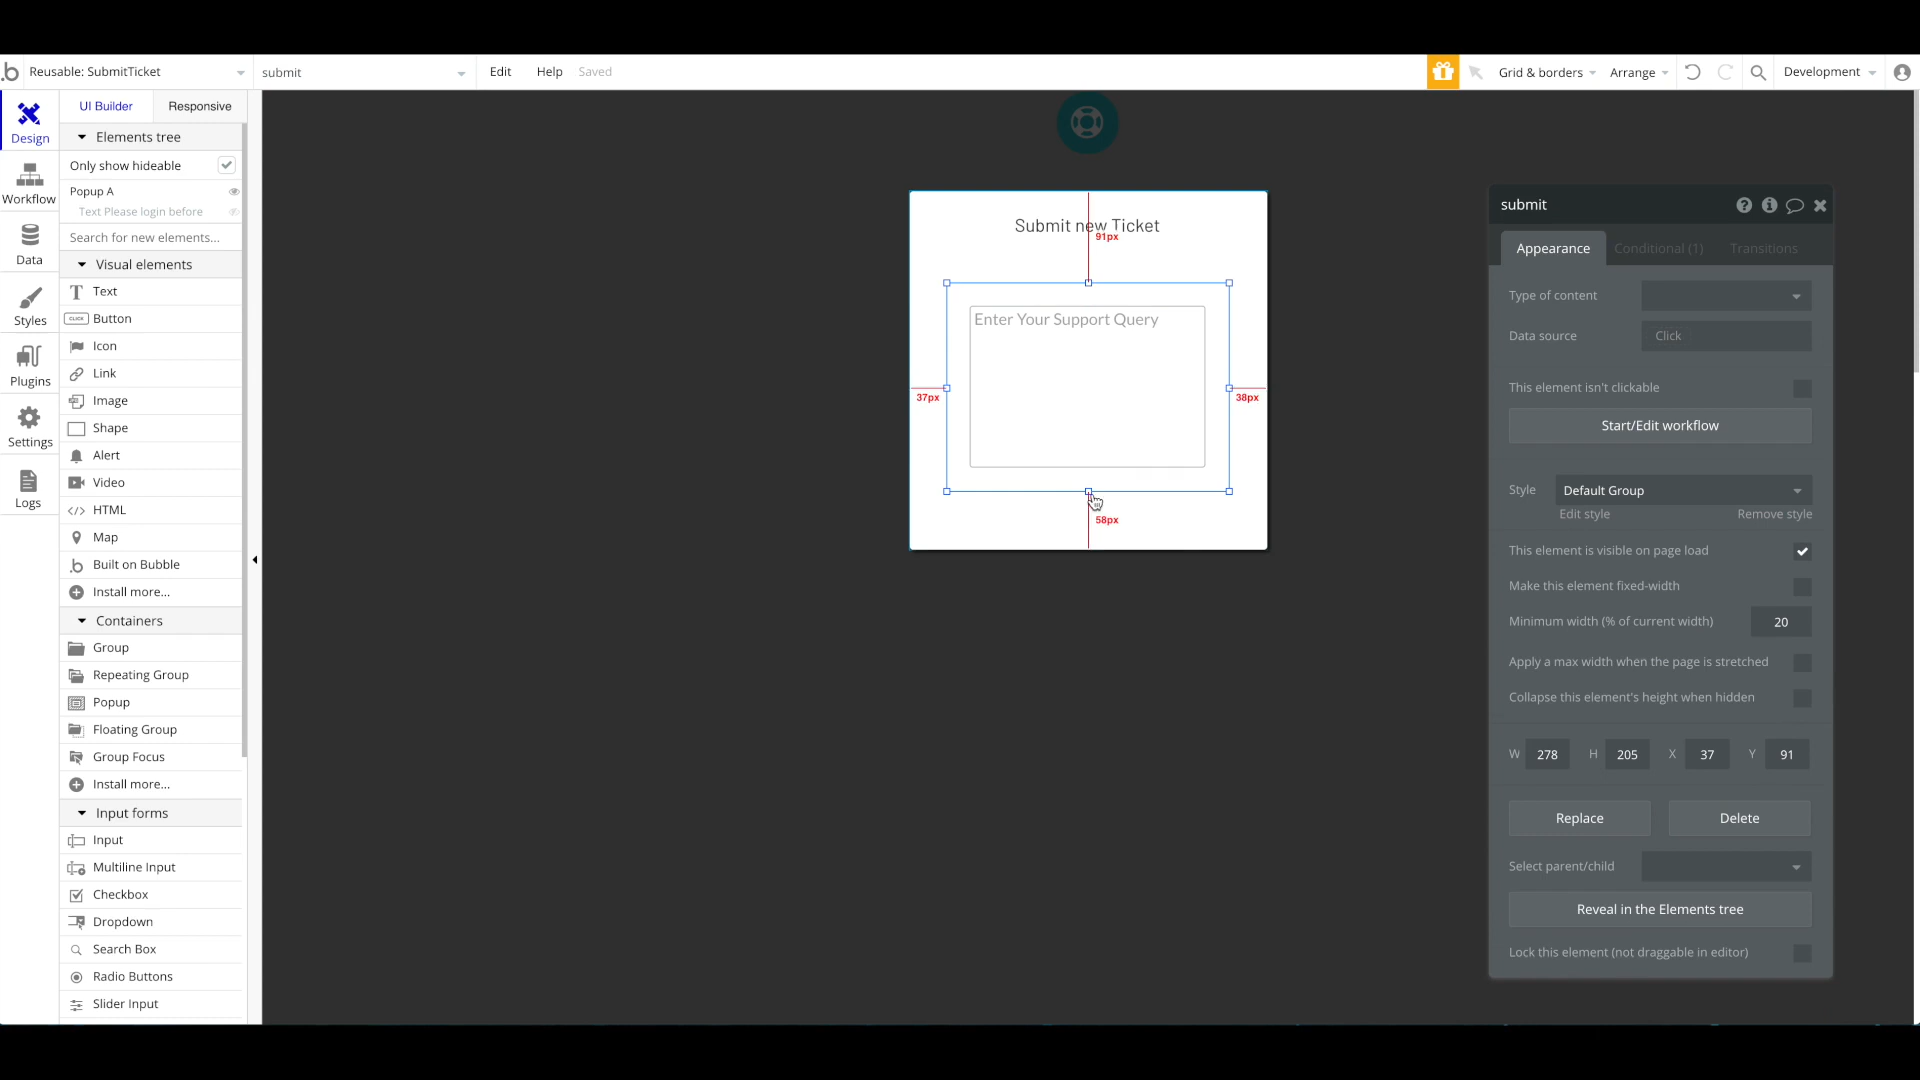 Reusable: SubmitTicket
submit
Edit
Help
Saved
Grid & borders
Arrange
Development
Design
Workflow
Data
Styles
Plugins
Settings
Logs
UI Builder
Responsive
Elements tree
Only show hideable
Popup A
Text Please login before
Search for new elements...
Visual elements
Text
CLICK Button
Icon
Link
Image
Shape
Alert
Video
HTML
Map
Built on Bubble
Install more...
Containers
Group
Repeating Group
Popup
Floating Group
Group Focus
Install more...
Input forms
Input
Multiline Input
Checkbox
Dropdown
Search Box
Radio Buttons
Slider Input
Submit new Ticket
91px
Enter Your Support Query
37px
38px
58px
submit
Appearance
Conditional (1)
Transitions
Type of content
Data source
Click
This element isn't clickable
Start/Edit workflow
Style
Default Group
Edit style
Remove style
This element is visible on page load
Make this element fixed-width
Minimum width (% of current width)
20
Apply a max width when the page is stretched
Collapse this element's height when hidden
W 278 H 205 X 37 Y 91
Replace
Delete
Select parent/child
Reveal in the Elements tree
Lock this element (not draggable in editor)